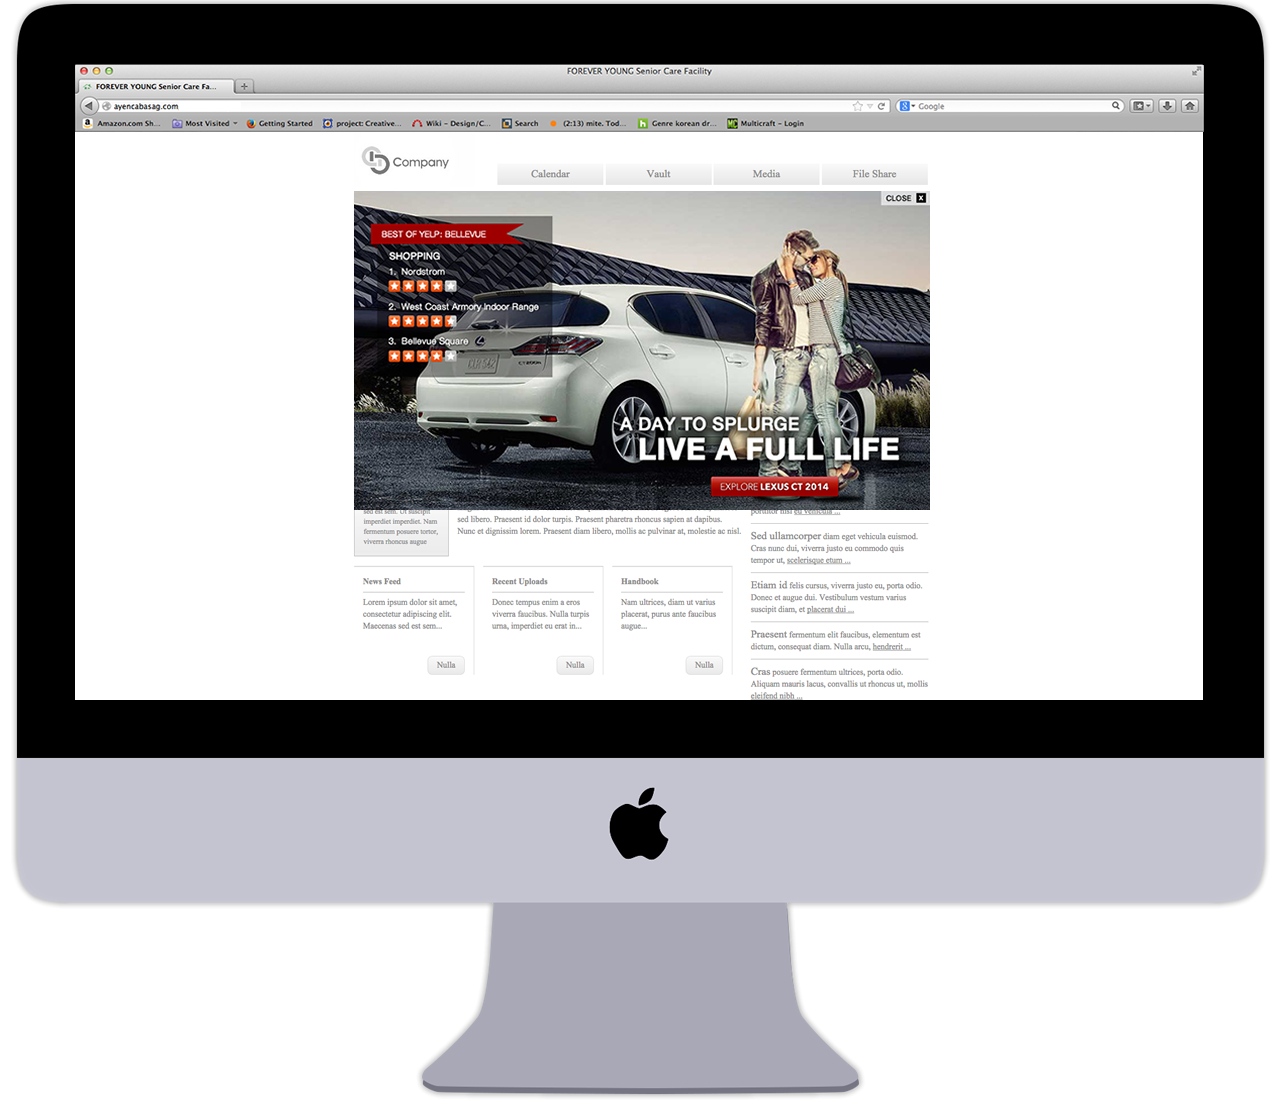 FOREVER YOUNG Senior Care Facility
FOREVER YOUNG Senior Care Fa...
ayencabasag.com
Google
Amazon.com Sh...
Most Visited
Getting Started
project: Creative...
Wiki – Design/C...
Search
(2:13) mite. Tod...
Genre korean dr...
Multicraft – Login
Company
Calendar
Vault
Media
File Share
CLOSE X
BEST OF YELP: BELLEVUE
SHOPPING
1. Nordstrom
2. West Coast Armory Indoor Range
3. Bellevue Square
CT200h
A DAY TO SPLURGE
LIVE A FULL LIFE
EXPLORE LEXUS CT 2014
sed est sem. Ut suscipit
imperdiet imperdiet. Nam
fermentum posuere tortor,
viverra rhoncus augue
sed libero. Praesent id dolor turpis. Praesent pharetra rhoncus sapien at dapibus.
Nunc et dignissim lorem. Praesent diam libero, mollis ac pulvinar at, molestie ac nisl.
porttitor nisl eu vehicula ...
Sed ullamcorper diam eget vehicula euismod.
Cras nunc dui, viverra justo eu commodo quis
tempor ut, scelerisque etum ...
Etiam id felis cursus, viverra justo eu, porta odio.
Donec et augue dui. Vestibulum vestum varius
suscipit diam, et placerat dui ...
Praesent fermentum elit faucibus, elementum est
dictum, consequat diam. Nulla arcu, hendrerit ...
Cras posuere fermentum ultrices, porta odio.
Aliquam mauris lacus, convallis ut rhoncus ut, mollis
eleifend nibh ...
News Feed
Lorem ipsum dolor sit amet,
consectetur adipiscing elit.
Maecenas sed est sem...
Nulla
Recent Uploads
Donec tempus enim a eros
viverra faucibus. Nulla turpis
urna, imperdiet eu erat in...
Nulla
Handbook
Nam ultrices, diam ut varius
placerat, purus ante faucibus
augue...
Nulla